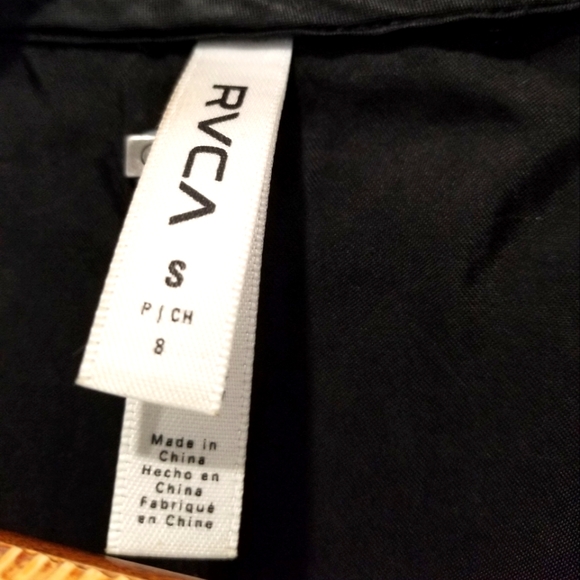 RVCA
S
P / CH
8
Made in
China
Hecho en
China
Fabriqué
en Chine